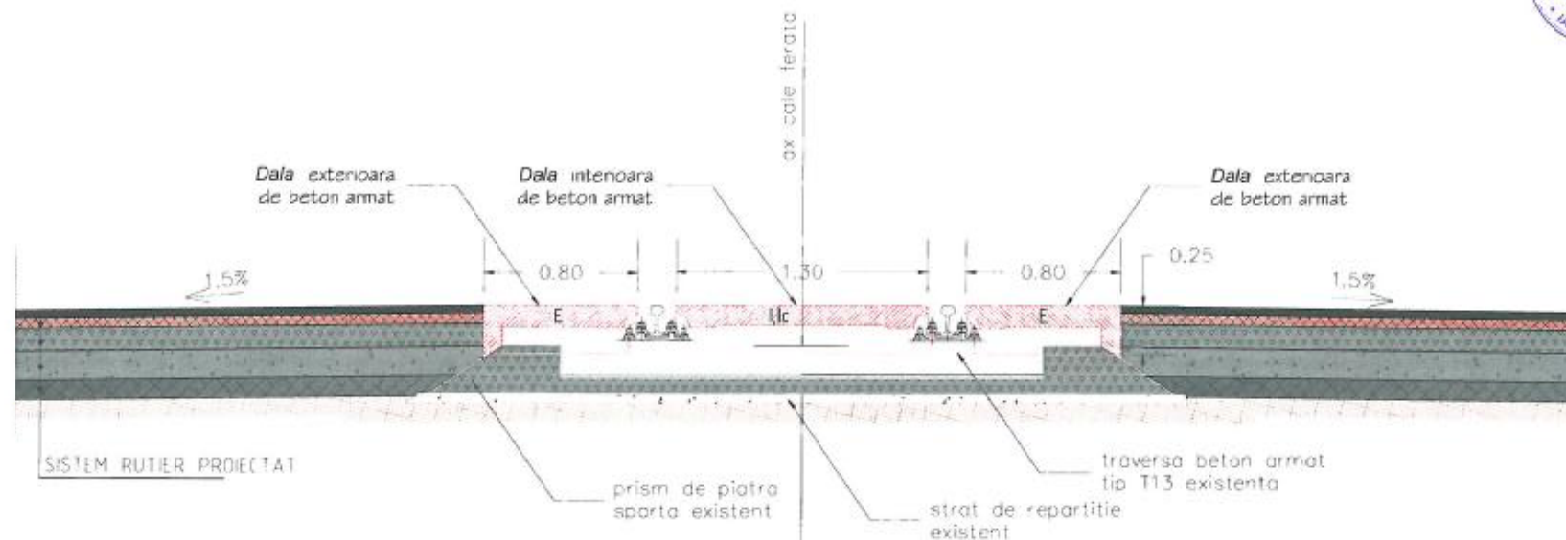 ax cale ferata
Dala exterioara
de beton armat
Dala interioara
de beton armat
Dala exterioara
de beton armat
0.80
1.30
0.80
0.25
1.5%
1.5%
E
E
SISTEM RUTIER PROIECTAT
prism de piatra
sparta existent
strat de repartitie
existent
traversa beton armat
tip T13 existenta